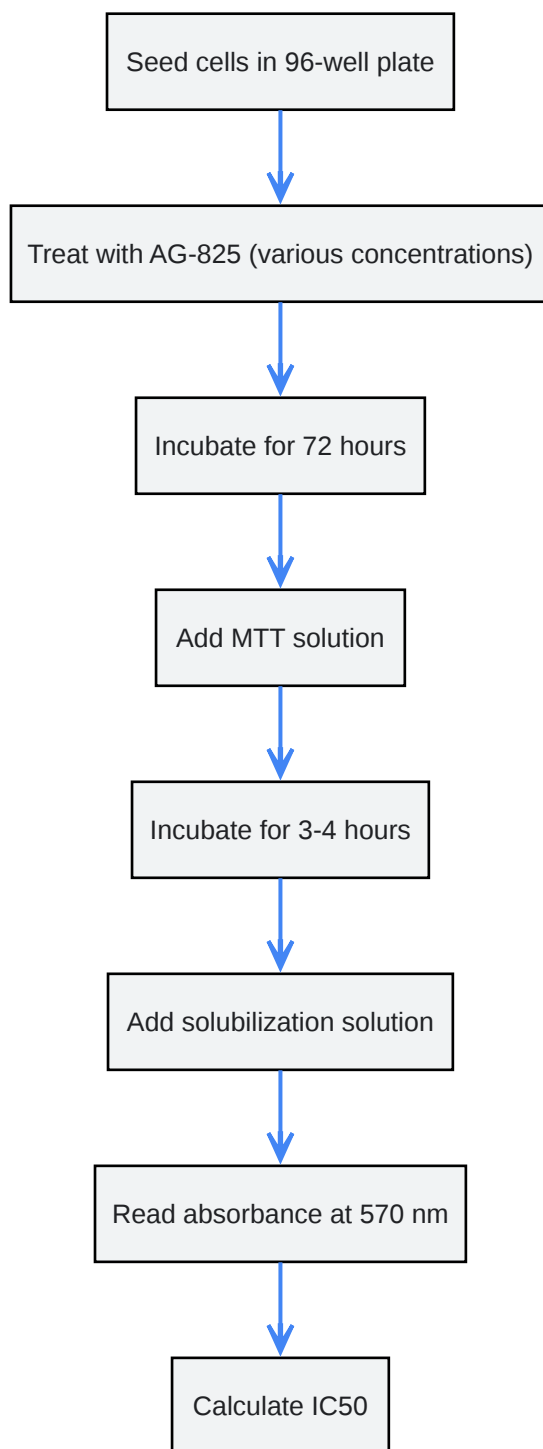 Seed cells in 96-well plate
Treat with AG-825 (various concentrations)
Incubate for 72 hours
Add MTT solution
Incubate for 3-4 hours
Add solubilization solution
Read absorbance at 570 nm
Calculate IC50